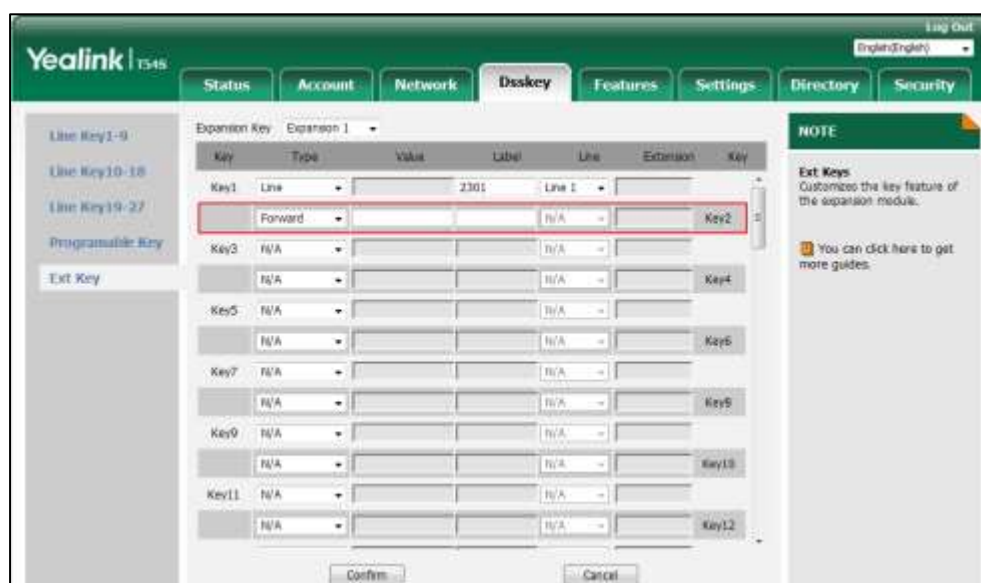 Log Out
Yealink T54S
English(English)
Status Account Network Dsskey Features Settings Directory Security
Line Key1-9
Line Key10-18
Line Key19-27
Programable Key
Ext Key
Expansion Key Expansion 1
Key Type Value Label Line Extension Key
Key1 Line 2301 Line 1
Forward N/A Key2
Key3 N/A N/A
N/A N/A Key4
Key5 N/A N/A
N/A N/A Key6
Key7 N/A N/A
N/A N/A Key8
Key9 N/A N/A
N/A N/A Key10
Key11 N/A N/A
N/A N/A Key12
Confirm Cancel
NOTE
Ext Keys
Customizes the key feature of
the expansion module.
You can click here to get
more guides.